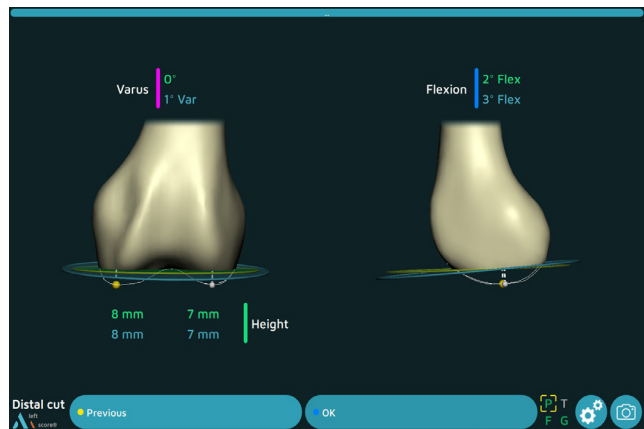 Varus
0°
1° Var
Flexion
2° Flex
3° Flex
8 mm
7 mm
8 mm
7 mm
Height
Distal cut
left
score®
Previous
OK
P T
F G